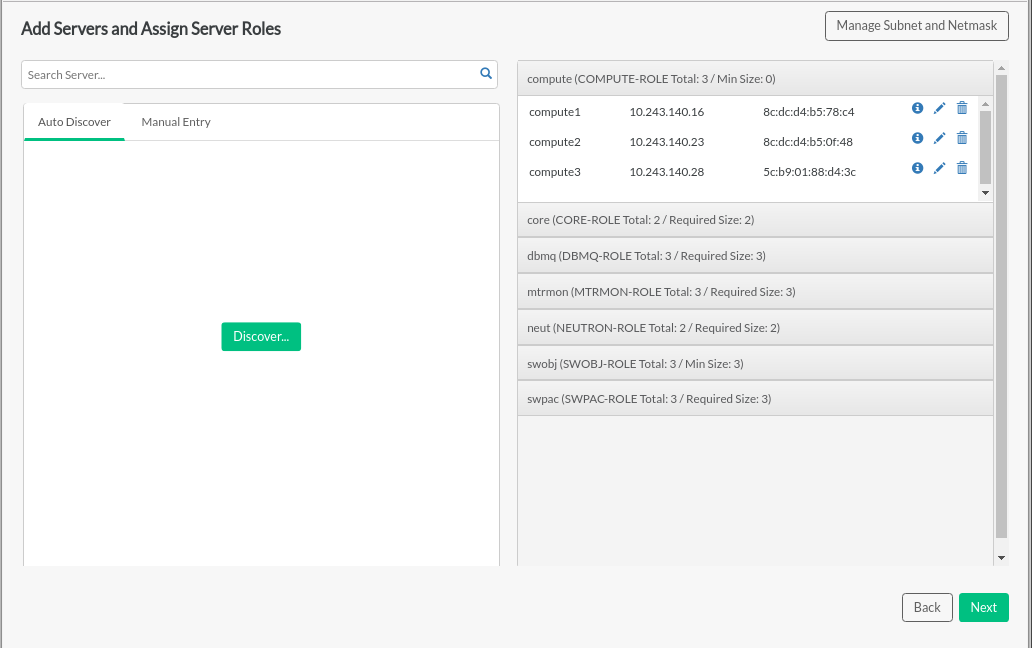 Add Servers and Assign Server Roles
Manage Subnet and Netmask
Search Server...
Auto Discover
Manual Entry
Discover...
compute (COMPUTE-ROLE Total: 3 / Min Size: 0)
compute1 10.243.140.16 8c:dc:d4:b5:78:c4
compute2 10.243.140.23 8c:dc:d4:b5:0f:48
compute3 10.243.140.28 5c:b9:01:88:d4:3c
core (CORE-ROLE Total: 2 / Required Size: 2)
dbmq (DBMQ-ROLE Total: 3 / Required Size: 3)
mtrmon (MTRMON-ROLE Total: 3 / Required Size: 3)
neut (NEUTRON-ROLE Total: 2 / Required Size: 2)
swobj (SWOBJ-ROLE Total: 3 / Min Size: 3)
swpac (SWPAC-ROLE Total: 3 / Required Size: 3)
Back
Next